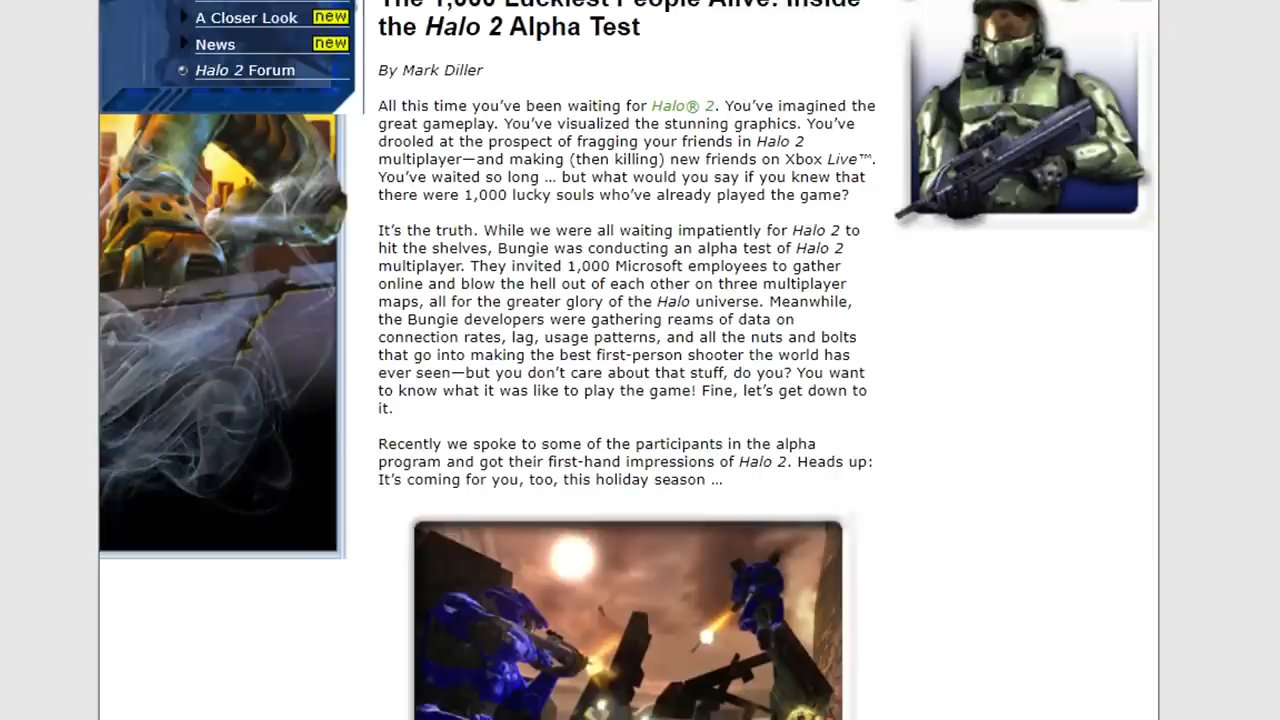 A Closer Look new
News new
Halo 2 Forum
The 1,000 Luckiest People Alive: Inside
the Halo 2 Alpha Test
By Mark Diller
All this time you’ve been waiting for Halo® 2. You’ve imagined the
great gameplay. You’ve visualized the stunning graphics. You’ve
drooled at the prospect of fragging your friends in Halo 2
multiplayer—and making (then killing) new friends on Xbox Live™.
You’ve waited so long … but what would you say if you knew that
there were 1,000 lucky souls who’ve already played the game?
It’s the truth. While we were all waiting impatiently for Halo 2 to
hit the shelves, Bungie was conducting an alpha test of Halo 2
multiplayer. They invited 1,000 Microsoft employees to gather
online and blow the hell out of each other on three multiplayer
maps, all for the greater glory of the Halo universe. Meanwhile,
the Bungie developers were gathering reams of data on
connection rates, lag, usage patterns, and all the nuts and bolts
that go into making the best first-person shooter the world has
ever seen—but you don’t care about that stuff, do you? You want
to know what it was like to play the game! Fine, let’s get down to
it.
Recently we spoke to some of the participants in the alpha
program and got their first-hand impressions of Halo 2. Heads up:
It’s coming for you, too, this holiday season …